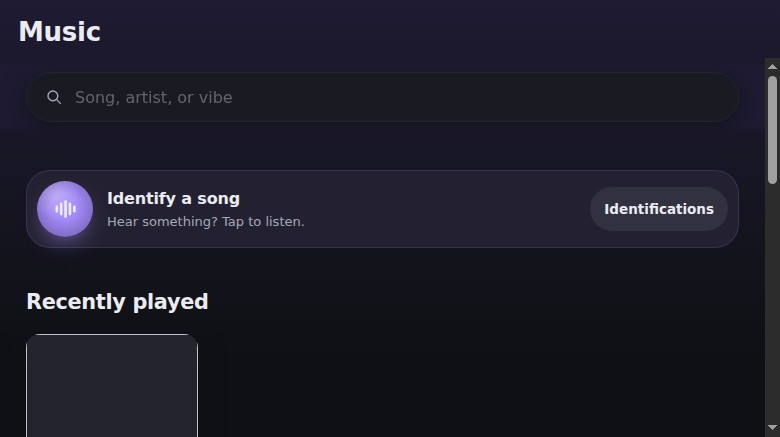 Music
Song, artist, or vibe
Identify a song
Hear something? Tap to listen.
Identifications
Recently played